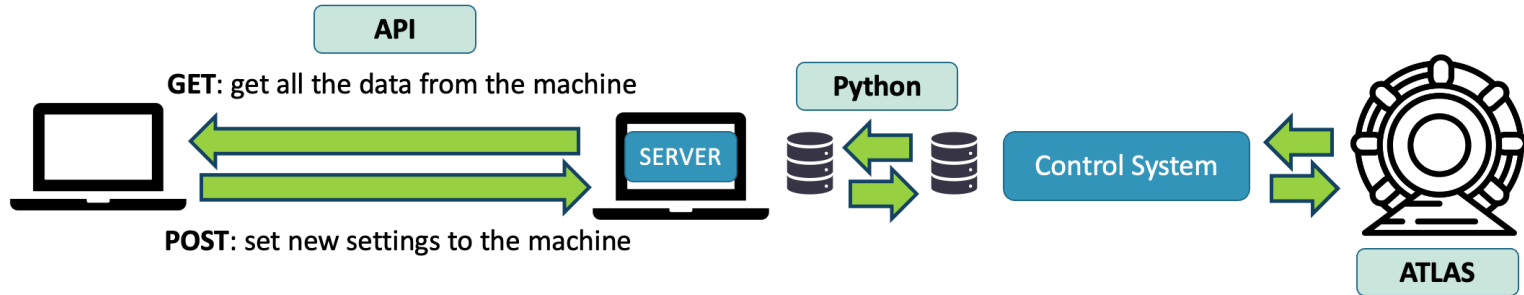 API
GET: get all the data from the machine
Python
SERVER
Control System
POST: set new settings to the machine
ATLAS